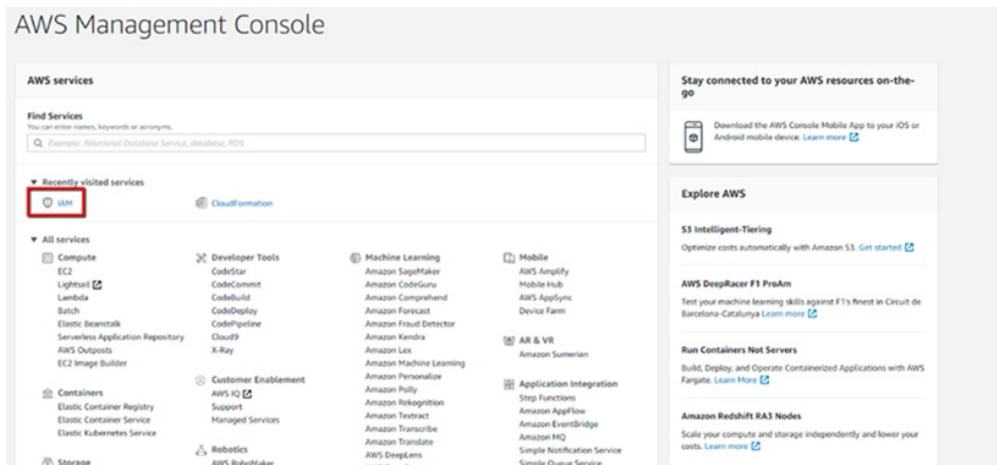 AWS Management Console
AWS services
Find Services
You can enter names, keywords or acronyms.
Example: Relational Database Service, database, RDS
Recently visited services
IAM
CloudFormation
All services
Compute
EC2
Lightsail
Lambda
Batch
Elastic Beanstalk
Serverless Application Repository
AWS Outposts
EC2 Image Builder
Containers
Elastic Container Registry
Elastic Container Service
Elastic Kubernetes Service
Storage
Developer Tools
CodeStar
CodeCommit
CodeBuild
CodeDeploy
CodePipeline
Cloud9
X-Ray
Customer Enablement
AWS IQ
Support
Managed Services
Robotics
AWS RoboMaker
Machine Learning
Amazon SageMaker
Amazon CodeGuru
Amazon Comprehend
Amazon Forecast
Amazon Fraud Detector
Amazon Kendra
Amazon Lex
Amazon Machine Learning
Amazon Personalize
Amazon Polly
Amazon Rekognition
Amazon Textract
Amazon Transcribe
Amazon Translate
AWS DeepLens
Mobile
AWS Amplify
Mobile Hub
AWS AppSync
Device Farm
AR & VR
Amazon Sumerian
Application Integration
Step Functions
Amazon AppFlow
Amazon EventBridge
Amazon MQ
Simple Notification Service
Simple Queue Service
Stay connected to your AWS resources on-the-
go
Download the AWS Console Mobile App to your iOS or
Android mobile device. Learn more
Explore AWS
S3 Intelligent-Tiering
Optimize costs automatically with Amazon S3. Get started
AWS DeepRacer F1 ProAm
Test your machine learning skills against F1's finest in Circuit de
Barcelona-Catalunya Learn more
Run Containers Not Servers
Build, Deploy, and Operate Containerized Applications with AWS
Fargate. Learn More
Amazon Redshift RA3 Nodes
Scale your compute and storage independently and lower your
costs. Learn more